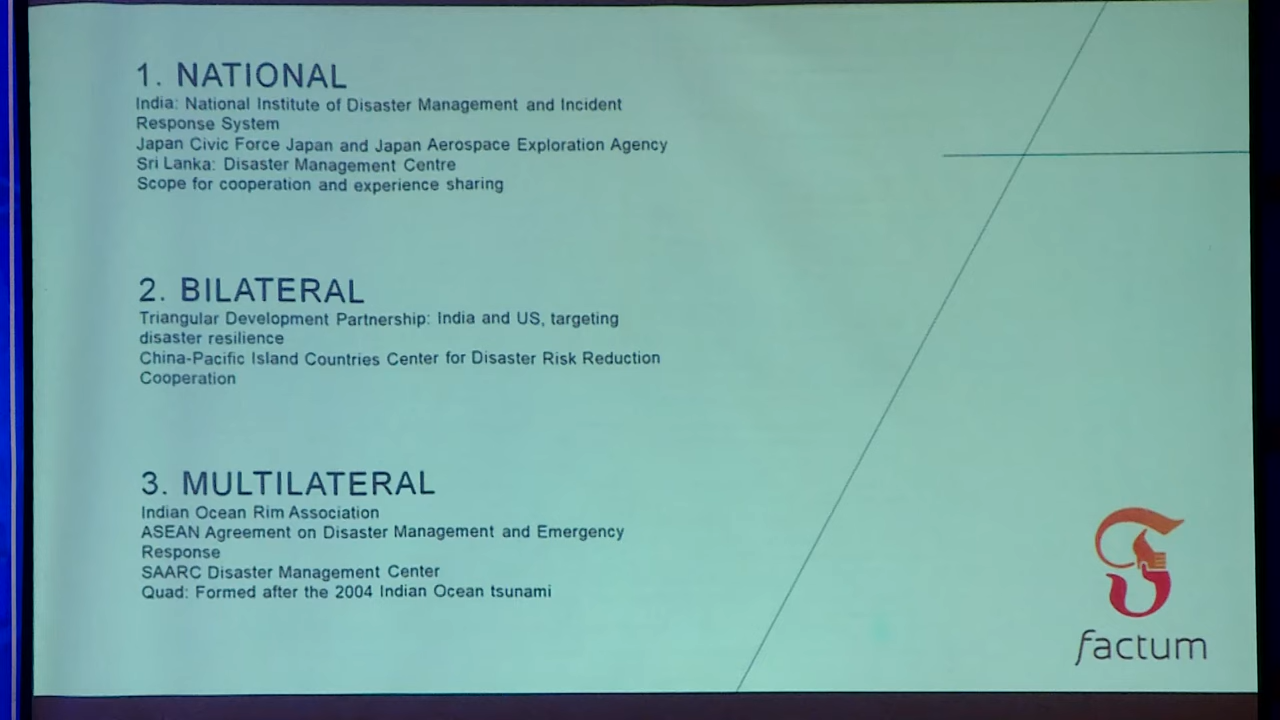 1. NATIONAL
India: National Institute of Disaster Management and Incident
Response System
Japan Civic Force Japan and Japan Aerospace Exploration Agency
Sri Lanka: Disaster Management Centre
Scope for cooperation and experience sharing
2. BILATERAL
Triangular Development Partnership: India and US, targeting
disaster resilience
China-Pacific Island Countries Center for Disaster Risk Reduction
Cooperation
3. MULTILATERAL
Indian Ocean Rim Association
ASEAN Agreement on Disaster Management and Emergency
Response
SAARC Disaster Management Center
Quad: Formed after the 2004 Indian Ocean tsunami
factum